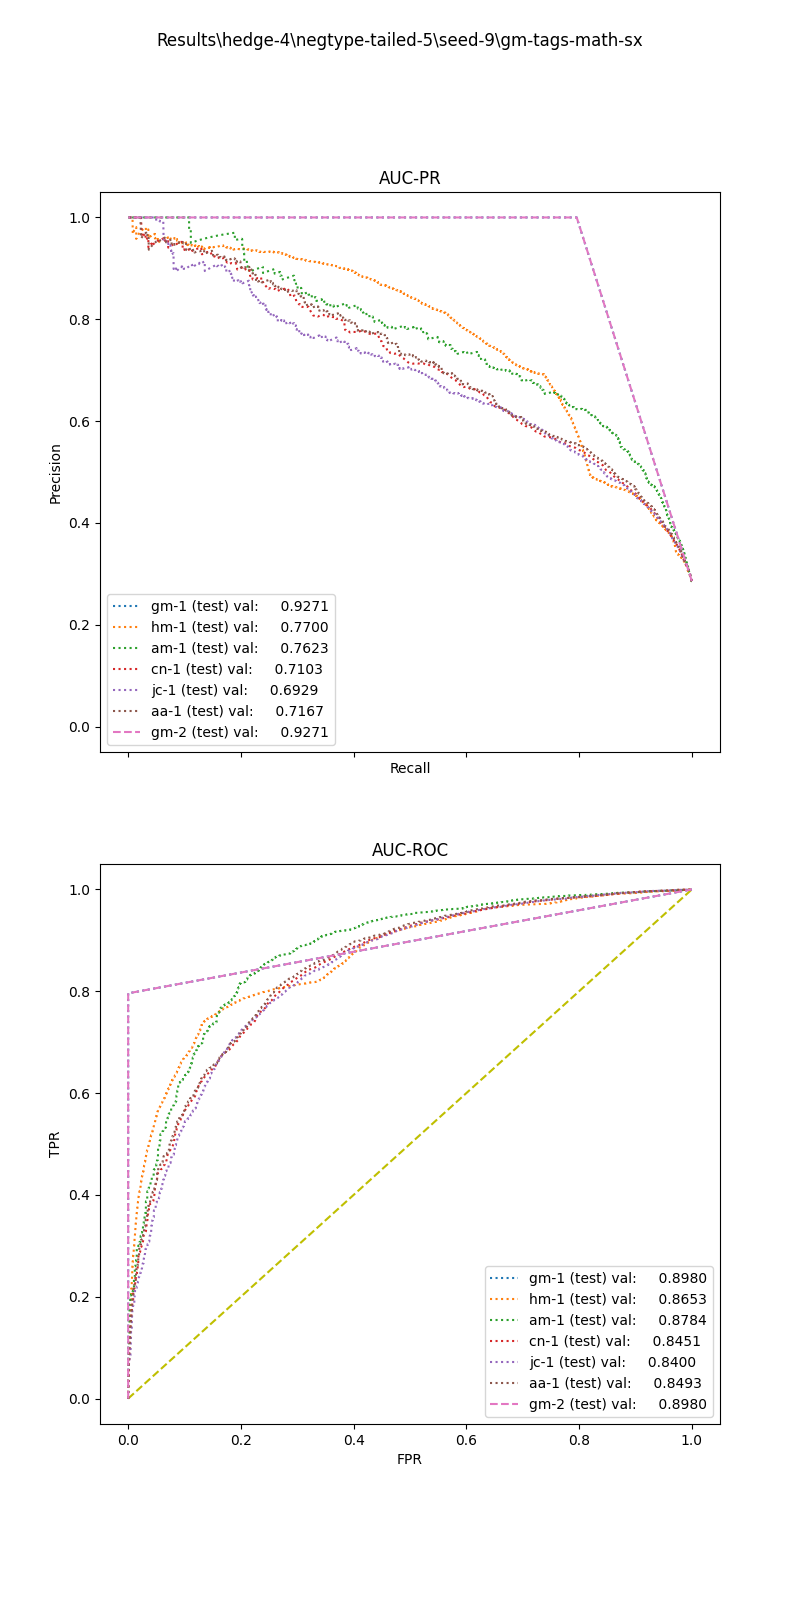 Results\hedge-4\negtype-tailed-5\seed-9\gm-tags-math-sx
AUC-PR
1.0
0.8
0.6
0.4
0.2
0.0
Precision
gm-1 (test) val: 0.9271
hm-1 (test) val: 0.7700
am-1 (test) val: 0.7623
cn-1 (test) val: 0.7103
jc-1 (test) val: 0.6929
aa-1 (test) val: 0.7167
gm-2 (test) val: 0.9271
Recall
AUC-ROC
1.0
0.8
0.6
0.4
0.2
0.0
TPR
gm-1 (test) val: 0.8980
hm-1 (test) val: 0.8653
am-1 (test) val: 0.8784
cn-1 (test) val: 0.8451
jc-1 (test) val: 0.8400
aa-1 (test) val: 0.8493
gm-2 (test) val: 0.8980
0.0 0.2 0.4 0.6 0.8 1.0
FPR